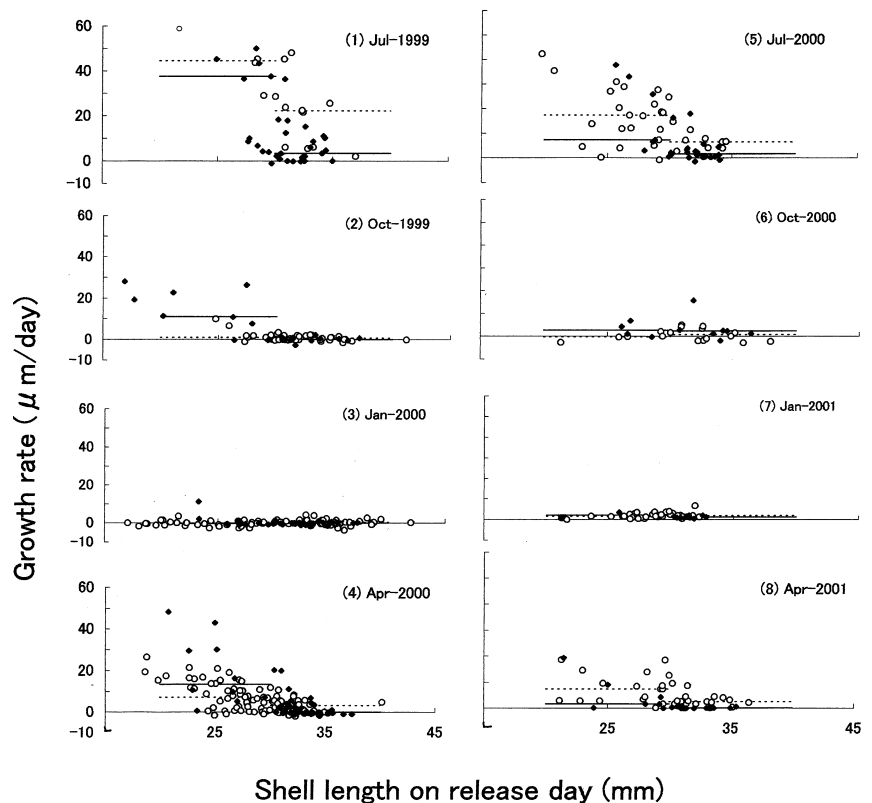 60
40
20
0
-10
(1) Jul-1999
(5) Jul-2000
60
40
20
0
-10
(2) Oct-1999
(6) Oct-2000
60
40
20
0
-10
(3) Jan-2000
(7) Jan-2001
60
40
20
0
-10
(4) Apr-2000
(8) Apr-2001
25
35
45
25
35
45
Growth rate (μm/day)
Shell length on release day (mm)